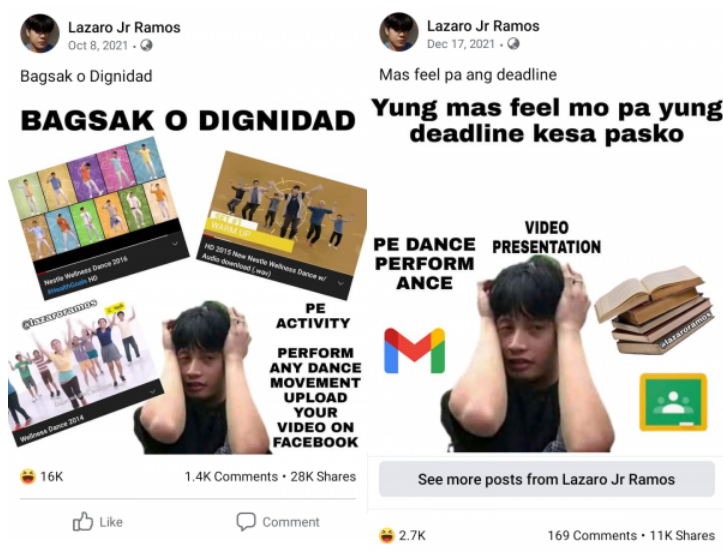 Lazaro Jr Ramos
Oct 8, 2021 •
Bagsak o Dignidad
BAGSAK O DIGNIDAD
Nestle Wellness Dance 2016
#HealthGoals HD
SET #1
WARM UP
HD 2015 New Nestle Wellness Dance w/
Audio download (.wav)
@lazaroramos
Wellness Dance 2014
PE
ACTIVITY
PERFORM
ANY DANCE
MOVEMENT
UPLOAD
YOUR
VIDEO ON
FACEBOOK
16K
1.4K Comments • 28K Shares
Like
Comment
Lazaro Jr Ramos
Dec 17, 2021 •
Mas feel pa ang deadline
Yung mas feel mo pa yung
deadline kesa pasko
PE DANCE
PERFORM
ANCE
VIDEO
PRESENTATION
@lazaroramos
See more posts from Lazaro Jr Ramos
2.7K
169 Comments • 11K Shares